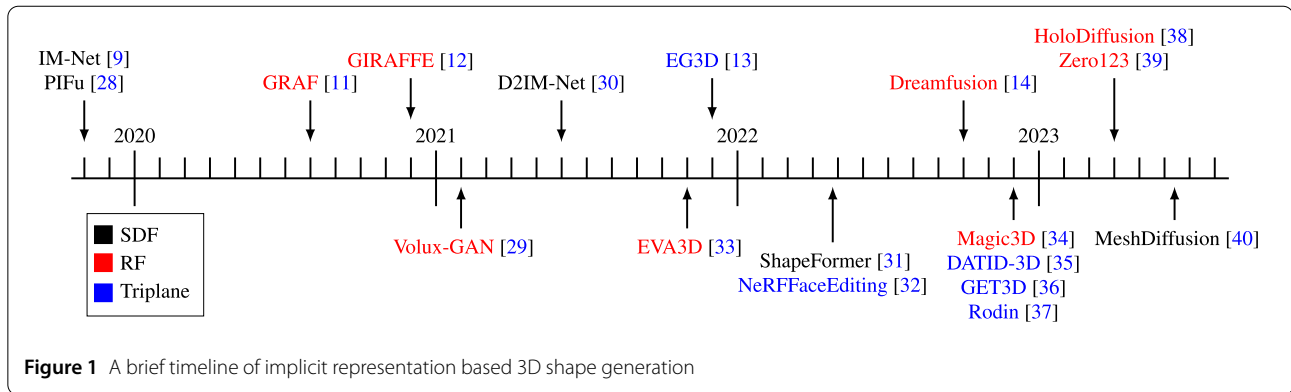 HoloDiffusion [38]
IM-Net [9]
GIRAFFE [12]
EG3D [13]
Zero123 [39]
PIFu [28]
GRAF [11]
D2IM-Net [30]
Dreamfusion [14]
2020
2021
2022
2023
SDF
RF
Triplane
Volux-GAN [29]
EVA3D [33]
ShapeFormer [31]
NeRFFaceEditing [32]
Magic3D [34]
DATID-3D [35]
GET3D [36]
Rodin [37]
MeshDiffusion [40]
Figure 1 A brief timeline of implicit representation based 3D shape generation